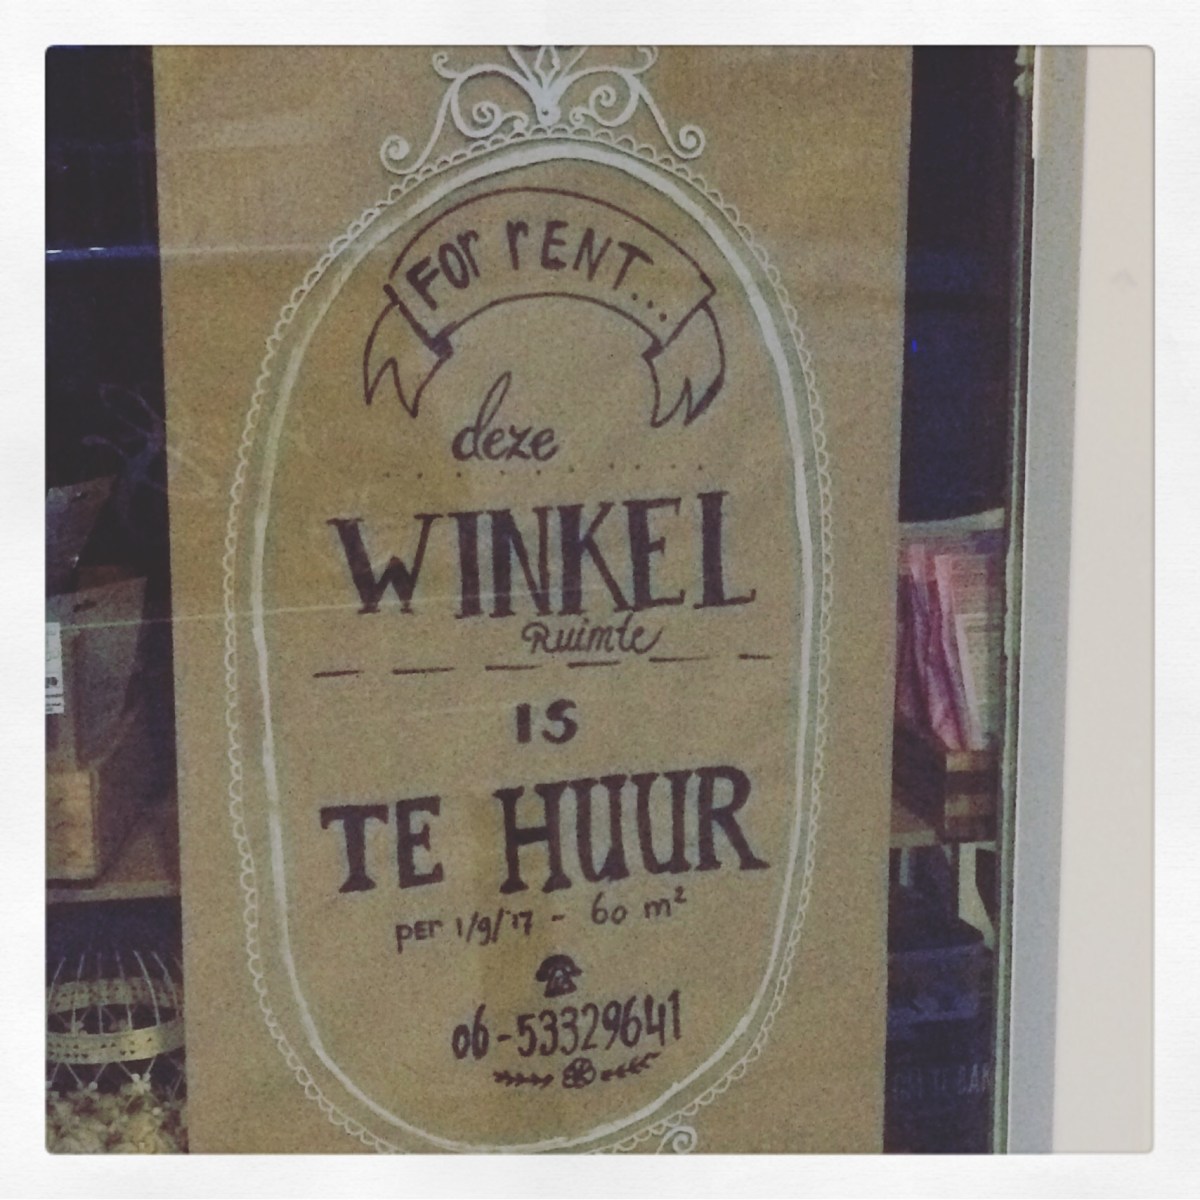 For rENT...
deze
WINKEL
Ruimte
IS
TE HUUR
per 1/9/'17 - 60 m²
06-53329641